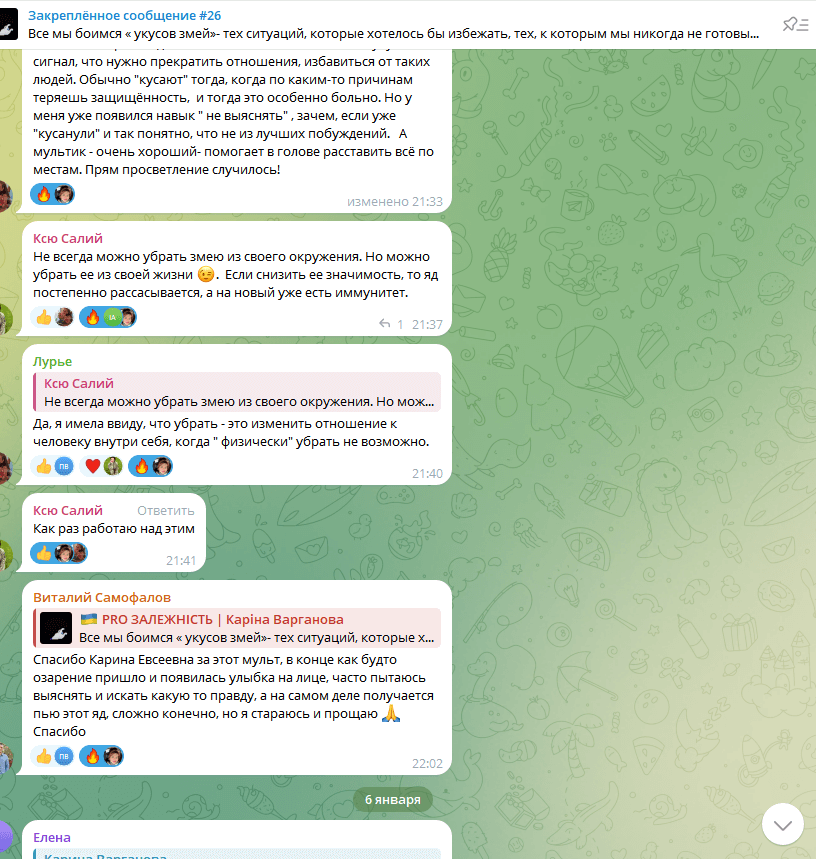 Закреплённое сообщение #26
Все мы боимся « укусов змей»- тех ситуаций, которые хотелось бы избежать, тех, к которым мы никогда не готовы...
сигнал, что нужно прекратить отношения, избавиться от таких
людей. Обычно "кусают" тогда, когда по каким-то причинам
теряешь защищённость,  и тогда это особенно больно. Но у
меня уже появился навык " не выяснять" , зачем, если уже
"кусанули" и так понятно, что не из лучших побуждений.   А
мультик - очень хороший- помогает в голове расставить всё по
местам. Прям просветление случилось!
изменено 21:33
Ксю Салий
Не всегда можно убрать змею из своего окружения. Но можно
убрать ее из своей жизни 😉.  Если снизить ее значимость, то яд
постепенно рассасывается, а на новый уже есть иммунитет.
IA
1 21:37
Лурье
Ксю Салий
Не всегда можно убрать змею из своего окружения. Но мож...
Да, я имела ввиду, что убрать - это изменить отношение к
человеку внутри себя, когда " физически" убрать не возможно.
ПВ
21:40
Ксю Салий Ответить
Как раз работаю над этим
21:41
Виталий Самофалов
🇺🇦 PRO ЗАЛЕЖНІСТЬ | Каріна Варганова
Все мы боимся « укусов змей»- тех ситуаций, которые х...
Спасибо Карина Евсеевна за этот мульт, в конце как будто
озарение пришло и появилась улыбка на лице, часто пытаюсь
выяснять и искать какую то правду, а на самом деле получается
пью этот яд, сложно конечно, но я стараюсь и прощаю 🙏
Спасибо
ПВ
22:02
6 января
Елена
Карина Варганова